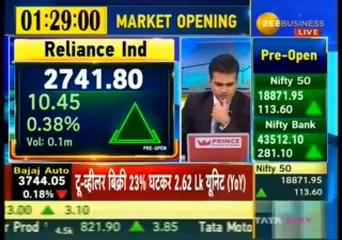 01:29:00 MARKET OPENING
ZEE BUSINESS
LIVE
Reliance Ind
2741.80
10.45
0.38%
Vol: 0.1m
PRE-OPEN
PRINCE
Pre-Open
Nifty 50
18871.95
113.60
Nifty Bank
43512.10
281.10
Bajaj Auto
3744.05
0.18%
टू-व्हीलर बिक्री 23% घटकर 2.62 Lk यूनिट (YoY)
Nifty 50
18871.95
113.60
3.00 3.10
r Prod 4.5k 821.90 3.85 Tata Mot